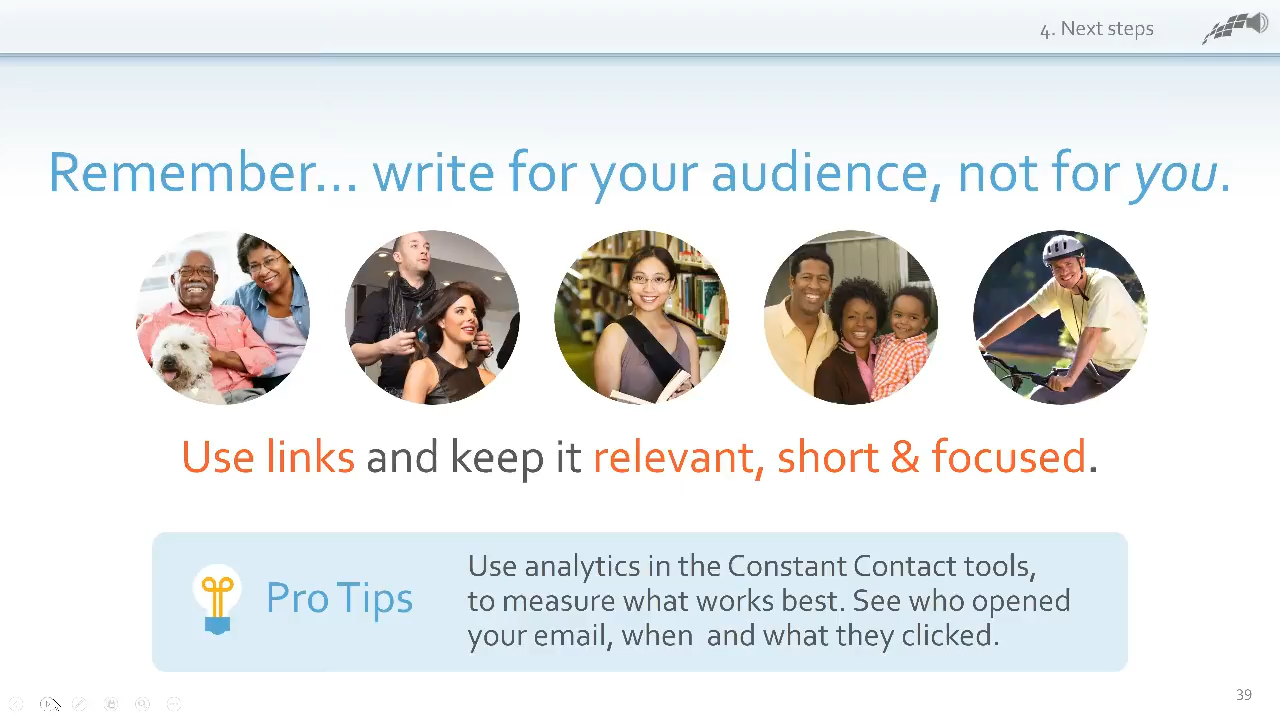 4. Next steps
Remember... write for your audience, not for you.
Use links and keep it relevant, short & focused.
Pro Tips
Use analytics in the Constant Contact tools,
to measure what works best. See who opened
your email, when and what they clicked.
39